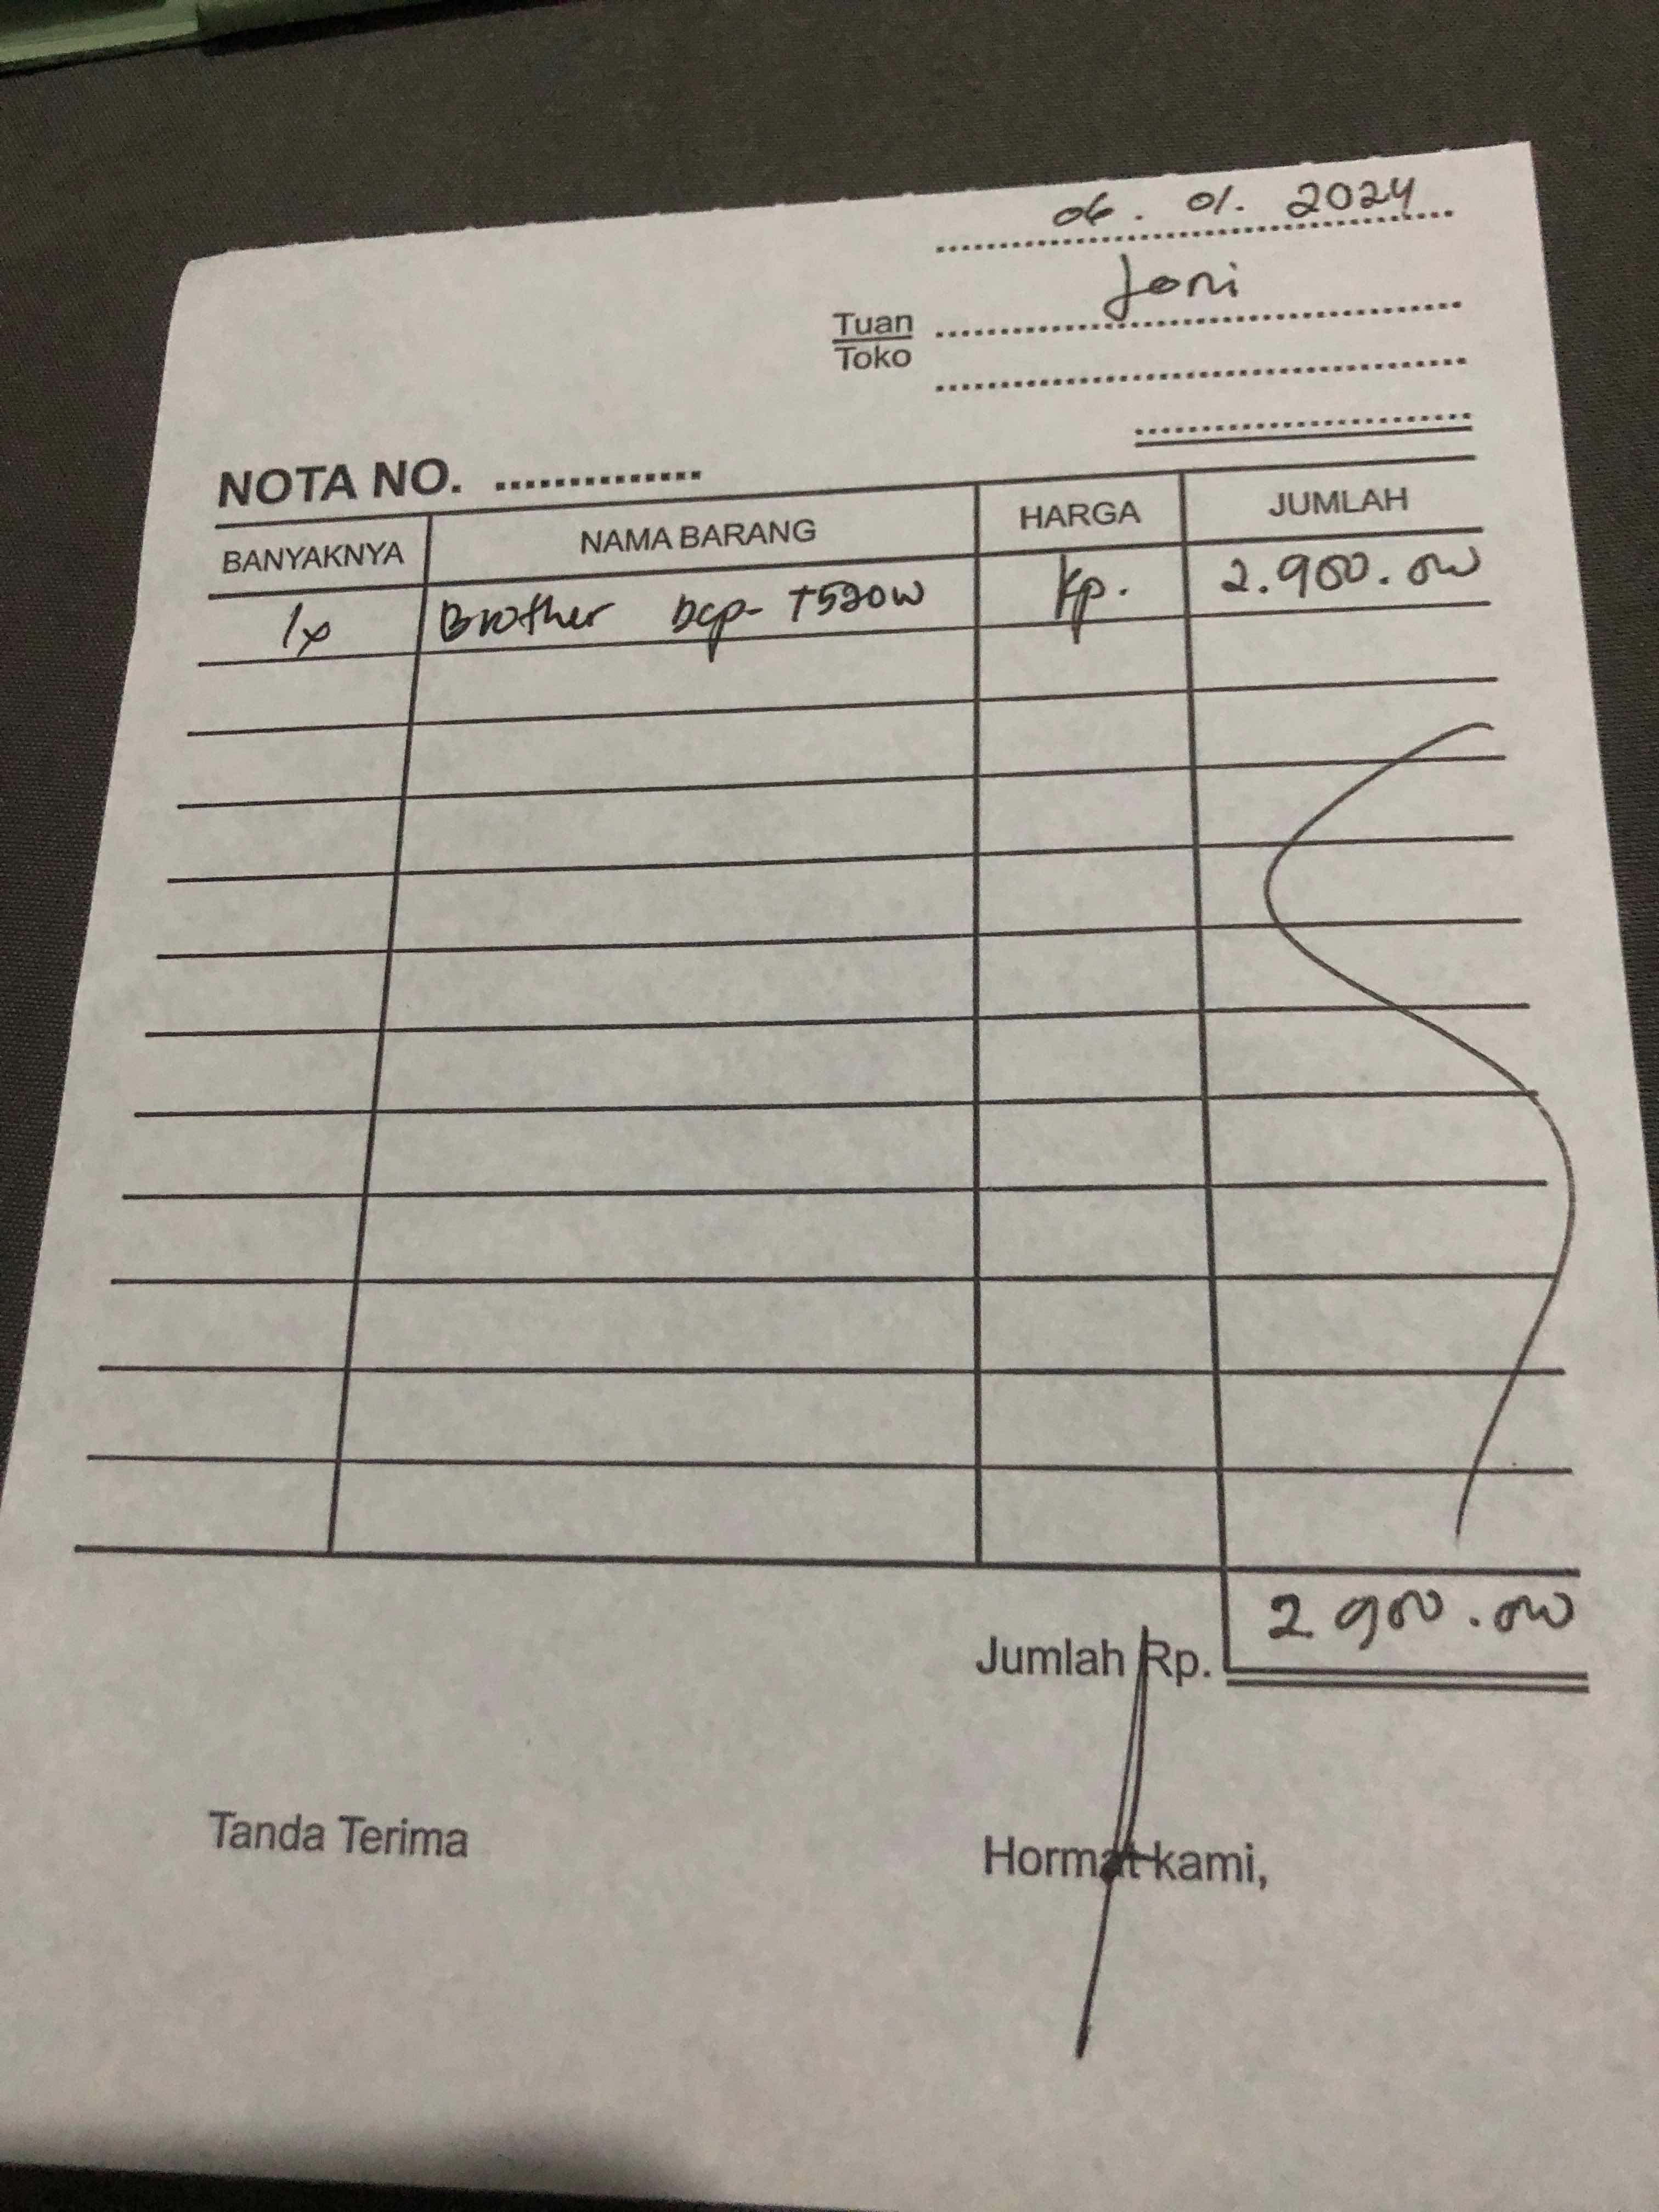 06. 01. 2024
Joni
Tuan
Toko
NOTA NO. ..............
BANYAKNYA NAMA BARANG HARGA JUMLAH
1x Brother Dcp- T520W Rp. 2.900.000
Jumlah Rp. 2 900.000
Tanda Terima Hormat kami,